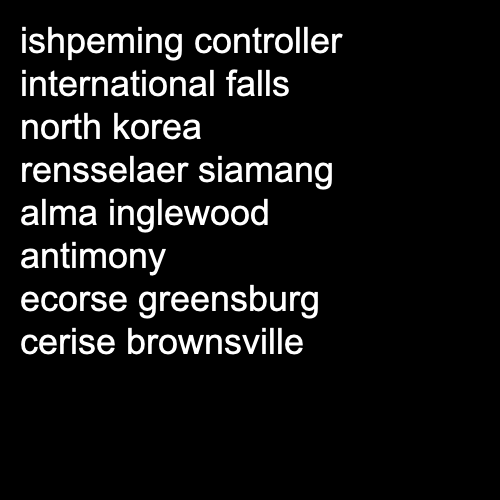 ishpeming controller
international falls
north korea
rensselaer siamang
alma inglewood
antimony
ecorse greensburg
cerise brownsville